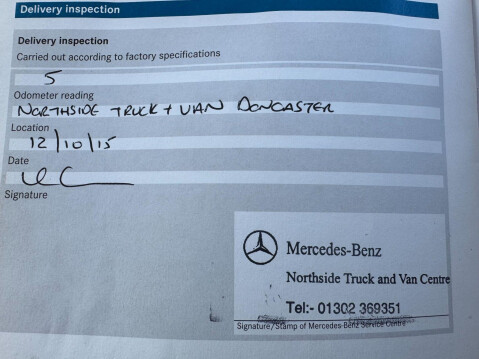 Delivery inspection
Delivery inspection
Carried out according to factory specifications
5
Odometer reading
NORTHSIDE TRUCK + VAN DONCASTER
Location
12/10/15
Date
Signature
Mercedes-Benz
Northside Truck and Van Centre
Tel:- 01302 369351
Signature/Stamp of Mercedes-Benz Service Centre